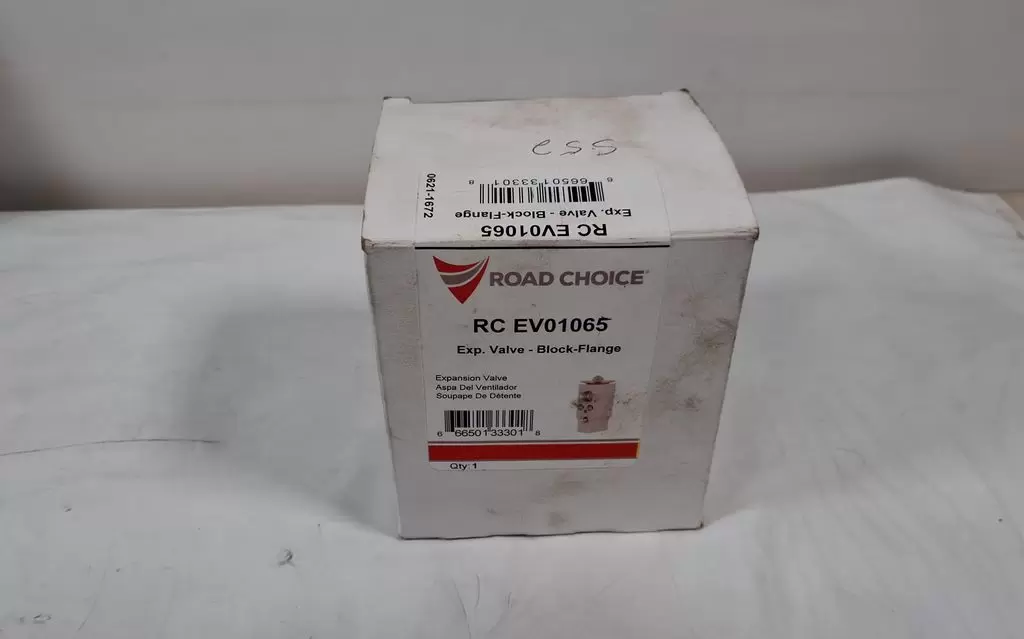 552
6 66501 33301 8
Exp. Valve - Block-Flange
RC EV01065
0621-1672
ROAD CHOICE®
RC EV01065
Exp. Valve - Block-Flange
Expansion Valve
Aspa Del Ventilador
Soupape De Détente
6 66501 33301 8
Qty: 1